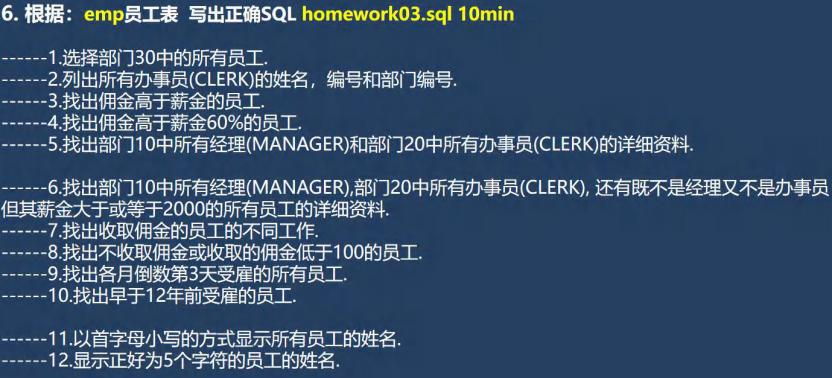 6. 根据：emp员工表 写出正确SQL homework03.sql 10min
------1.选择部门30中的所有员工.
------2.列出所有办事员(CLERK)的姓名，编号和部门编号.
------3.找出佣金高于薪金的员工.
------4.找出佣金高于薪金60%的员工.
------5.找出部门10中所有经理(MANAGER)和部门20中所有办事员(CLERK)的详细资料.
------6.找出部门10中所有经理(MANAGER),部门20中所有办事员(CLERK), 还有既不是经理又不是办事员
但其薪金大于或等于2000的所有员工的详细资料.
------7.找出收取佣金的员工的不同工作.
------8.找出不收取佣金或收取的佣金低于100的员工.
------9.找出各月倒数第3天受雇的所有员工.
------10.找出早于12年前受雇的员工.
------11.以首字母小写的方式显示所有员工的姓名.
------12.显示正好为5个字符的员工的姓名.